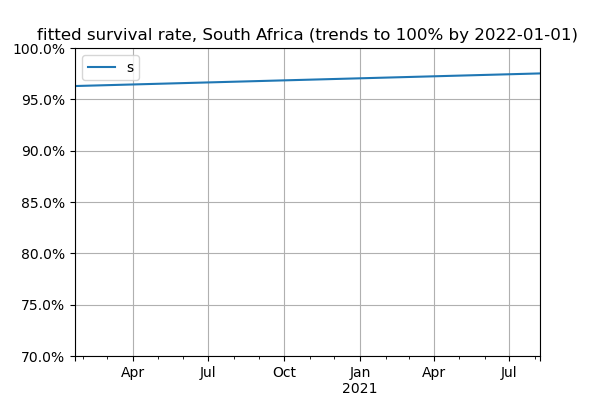 fitted survival rate, South Africa (trends to 100% by 2022-01-01)
100.0%
s
95.0%
90.0%
85.0%
80.0%
75.0%
70.0%
Apr Jul Oct Jan Apr Jul
2021